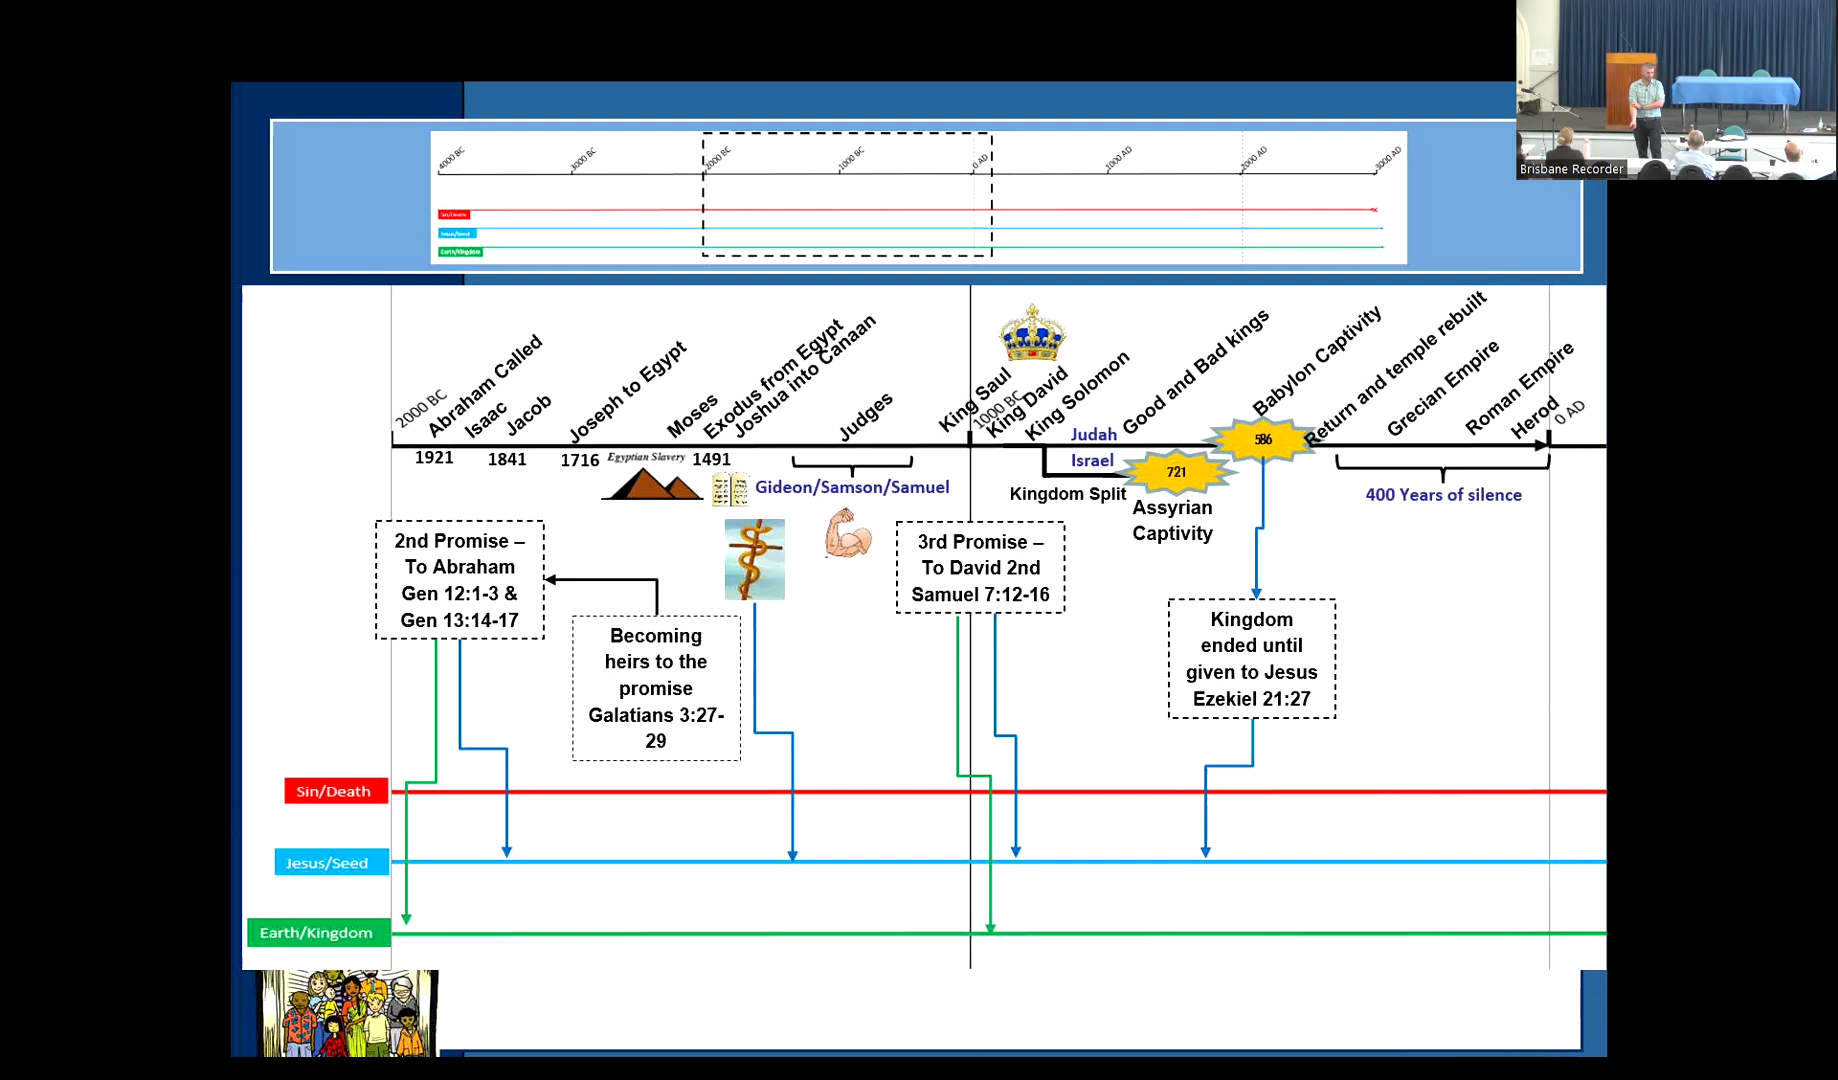 4000 BC
3000 BC
2000 BC
1000 BC
0 AD
1000 AD
2000 AD
3000 AD
Sin/Death
Jesus/Seed
Earth/Kingdom
Brisbane Recorder
2000 BC
Abraham Called
Isaac
Jacob
Joseph to Egypt
Moses
Exodus from Egypt
Joshua into Canaan
Judges
King Saul
1000 BC
King David
King Solomon
Good and Bad kings
Babylon Captivity
Return and temple rebuilt
Grecian Empire
Roman Empire
Herod
0 AD
1921
1841
1716
Egyptian Slavery
1491
Judah
Israel
586
721
Gideon/Samson/Samuel
Kingdom Split
Assyrian
Captivity
400 Years of silence
2nd Promise –
To Abraham
Gen 12:1-3 &
Gen 13:14-17
Becoming
heirs to the
promise
Galatians 3:27-
29
3rd Promise –
To David 2nd
Samuel 7:12-16
Kingdom
ended until
given to Jesus
Ezekiel 21:27
Sin/Death
Jesus/Seed
Earth/Kingdom